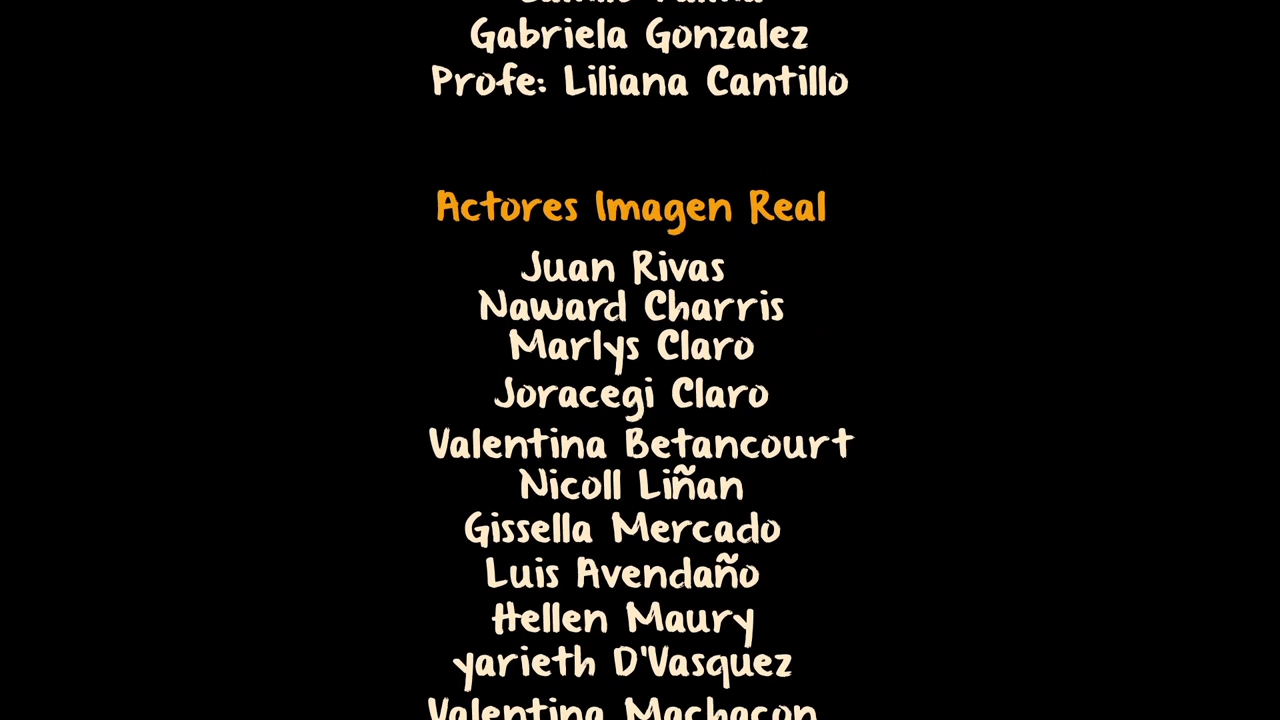 Gabriela Gonzalez
Profe: Liliana Cantillo
Actores Imagen Real
Juan Rivas
Naward Charris
Marlys Claro
Joracegi Claro
Valentina Betancourt
Nicoll Liñan
Gissella Mercado
Luis Avendaño
Hellen Maury
yarieth D'Vasquez
Valentina Machacon